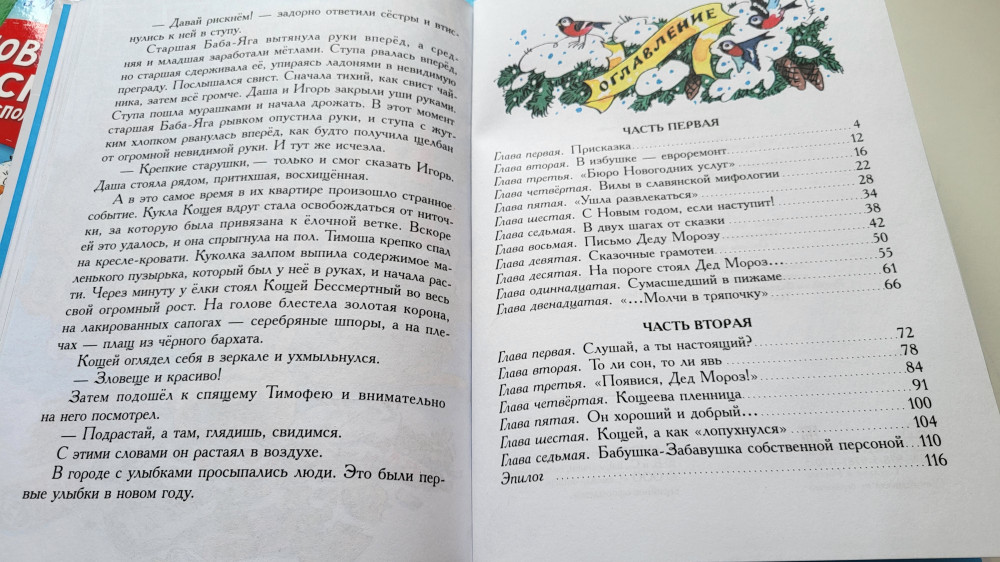 — Давай рискнём! — задорно ответили сёстры и втис-
нулись к ней в ступу.
Старшая Баба-Яга вытянула руки вперёд, а сред-
няя и младшая заработали мётлами. Ступа рвалась вперёд,
но старшая сдерживала её, упираясь ладонями в невидимую
преграду. Послышался свист. Сначала тихий, как свист чай-
ника, затем всё громче. Даша и Игорь закрыли уши руками.
Ступа пошла мурашками и начала дрожать. В этот момент
старшая Баба-Яга рывком опустила руки, и ступа с жут-
ким хлопком рванулась вперёд, как будто получила щелбан
от огромной невидимой руки. И тут же исчезла.
— Крепкие старушки, — только и смог сказать Игорь.
Даша стояла рядом, притихшая, восхищённая.
А в это самое время в их квартире произошло странное
событие. Кукла Кощея вдруг стала освобождаться от ниточ-
ки, за которую была привязана к ёлочной ветке. Вскоре
ей это удалось, и она спрыгнула на пол. Тимоша крепко спал
на кресле-кровати. Куколка залпом выпила содержимое ма-
ленького пузырька, который был у неё в руках, и начала рас-
ти. Через минуту у ёлки стоял Кощей Бессмертный во весь
свой огромный рост. На голове блестела золотая корона,
на лакированных сапогах — серебряные шпоры, а на пле-
чах — плащ из чёрного бархата.
Кощей оглядел себя в зеркале и ухмыльнулся.
— Зловеще и красиво!
Затем подошёл к спящему Тимофею и внимательно
на него посмотрел.
— Подрастай, а там, глядишь, свидимся.
С этими словами он растаял в воздухе.
В городе с улыбками просыпались люди. Это были пер-
вые улыбки в новом году.
ОГЛАВЛЕНИЕ
ЧАСТЬ ПЕРВАЯ
Глава первая. Присказка 4
Глава вторая. В избушке — евроремонт 12
Глава третья. «Бюро Новогодних услуг» 16
Глава четвёртая. Вилы в славянской мифологии 22
Глава пятая. «Ушла развлекаться» 28
Глава шестая. С Новым годом, если наступит! 34
Глава седьмая. В двух шагах от сказки 38
Глава восьмая. Письмо Деду Морозу 42
Глава девятая. Сказочные грамотеи 50
Глава десятая. На пороге стоял Дед Мороз... 55
Глава одиннадцатая. Сумасшедший в пижаме 61
Глава двенадцатая. «...Молчи в тряпочку» 66
ЧАСТЬ ВТОРАЯ
Глава первая. Слушай, а ты настоящий? 72
Глава вторая. То ли сон, то ли явь 78
Глава третья. «Появися, Дед Мороз!» 84
Глава четвёртая. Кощеева пленница 91
Глава пятая. Он хороший и добрый... 100
Глава шестая. Кощей, а как «лопухнулся» 104
Глава седьмая. Бабушка-Забавушка собственной персоной 110
Эпилог 116